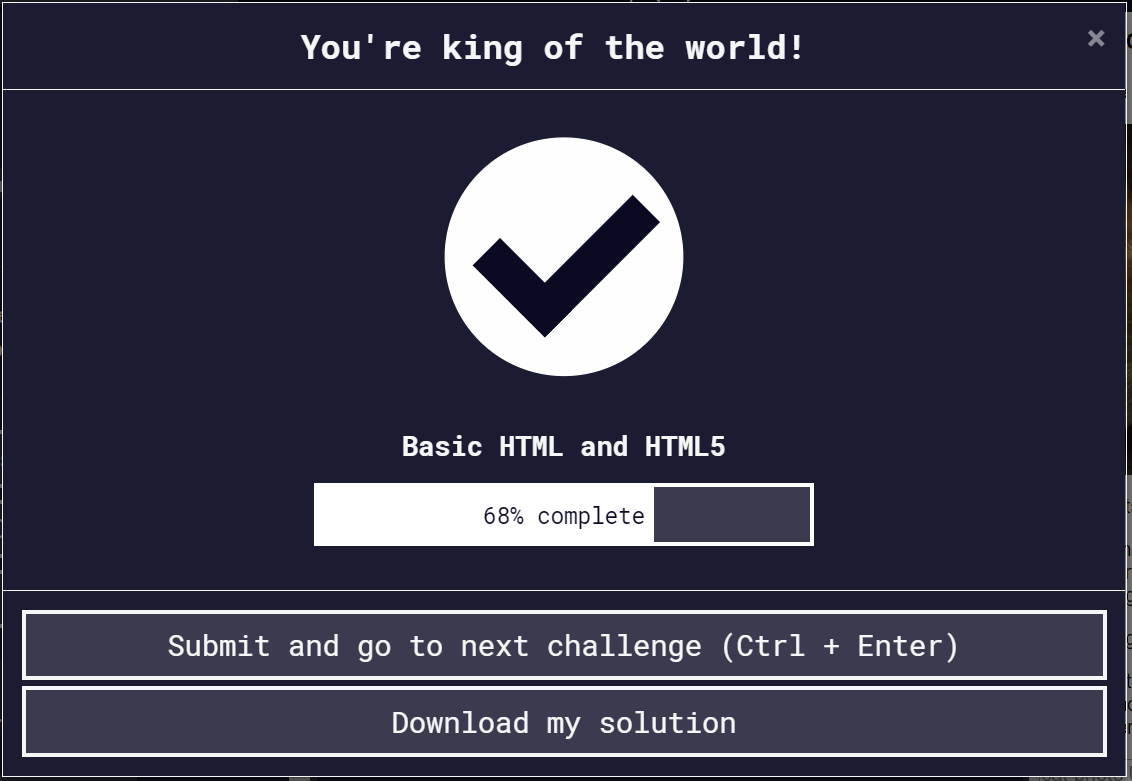 You're king of the world!
×
Basic HTML and HTML5
68% complete
Submit and go to next challenge (Ctrl + Enter)
Download my solution